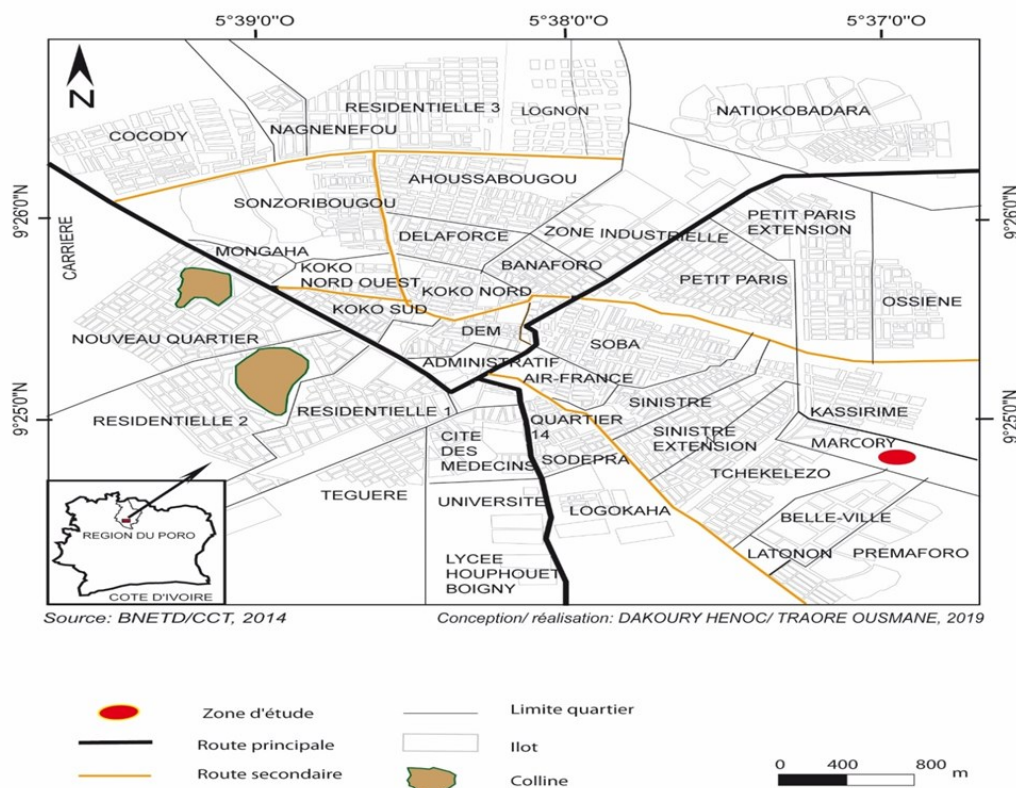 5°39'0"O
5°38'0"O
5°37'0"O
N
RESIDENTIELLE 3
LOGNON
NATIOKOBADARA
COCODY
NAGNENEFOU
AHOUSSABOUGOU
SONZORIBOUGOU
PETIT PARIS
EXTENSION
9°26'0"N
9°26'0"N
CARRIERE
DELAFORCE
ZONE INDUSTRIELLE
MONGAHA
BANAFORO
KOKO
NORD OUEST
KOKO NORD
PETIT PARIS
OSSIENE
KOKO SUD
NOUVEAU QUARTIER
DEM
SOBA
ADMINISTRATIF
AIR-FRANCE
SINISTRE
9°25'0"N
9°25'0"N
RESIDENTIELLE 2
RESIDENTIELLE 1
QUARTIER
14
KASSIRIME
SINISTRE
EXTENSION
MARCORY
CITE
DES
MEDECINS
SODEPRA
TCHEKELEZO
TEGUERE
UNIVERSITE
LOGOKAHA
BELLE-VILLE
LATONON
PREMAFORO
LYCEE
HOUPHOUET
BOIGNY
REGION DU PORO
COTE D'IVOIRE
Source: BNETD/CCT, 2014
Conception/ réalisation: DAKOURY HENOC/ TRAORE OUSMANE, 2019
Zone d'étude
Limite quartier
Route principale
Ilot
Route secondaire
Colline
0 400 800 m